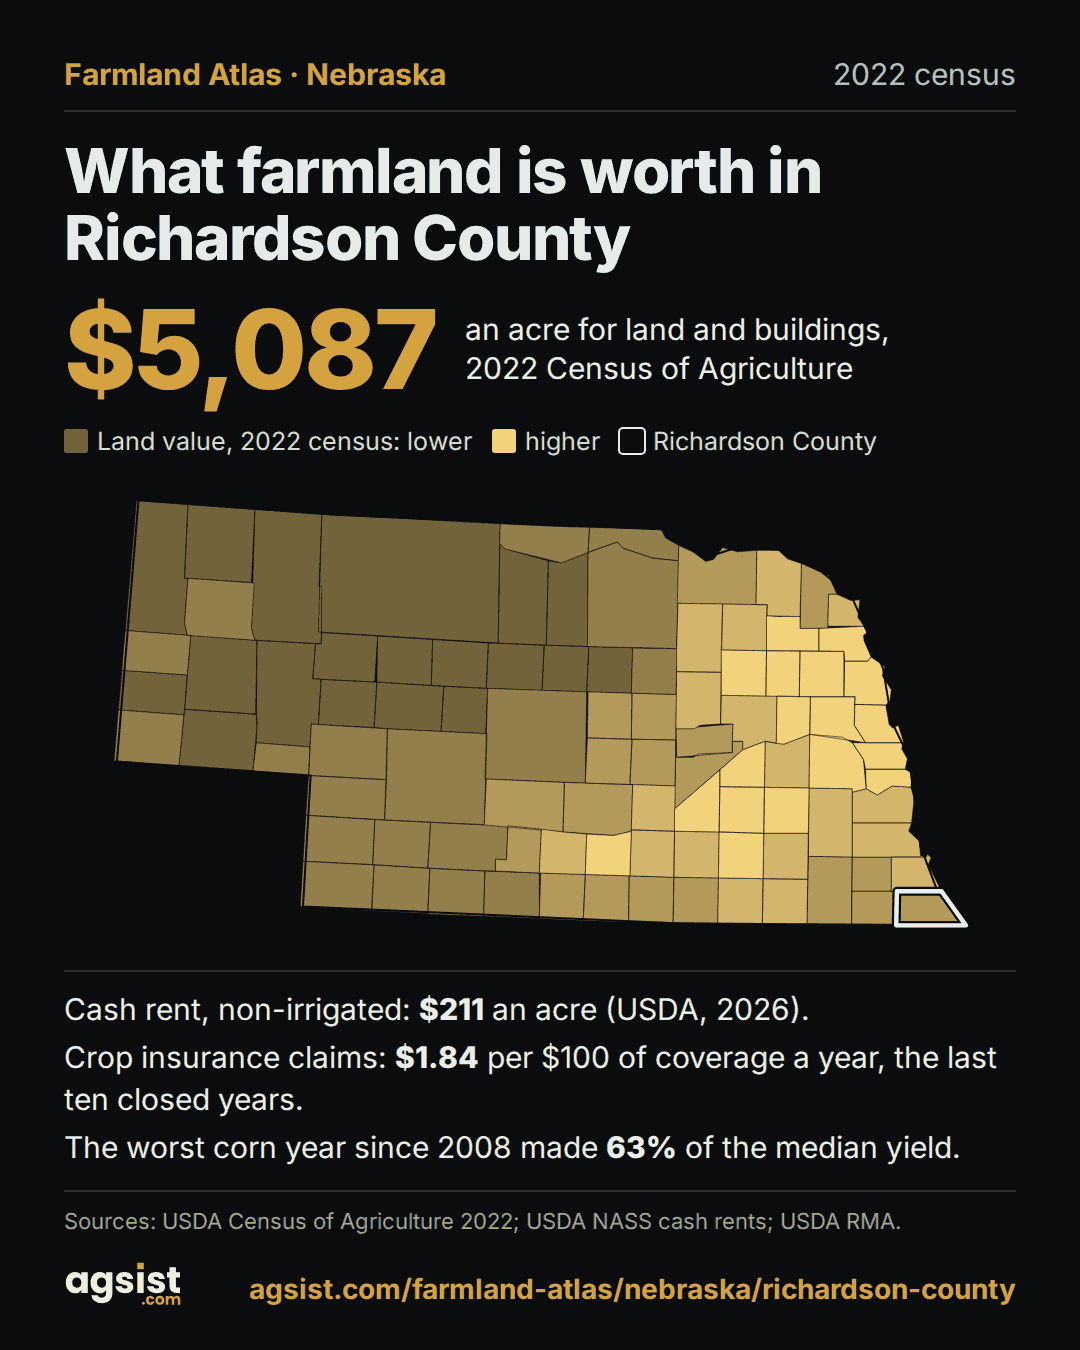 Farmland Atlas · Nebraska
2022 census
What farmland is worth in
Richardson County
$5,087
an acre for land and buildings,
2022 Census of Agriculture
Land value, 2022 census: lower
higher
Richardson County
Cash rent, non-irrigated: $211 an acre (USDA, 2026).
Crop insurance claims: $1.84 per $100 of coverage a year, the last
ten closed years.
The worst corn year since 2008 made 63% of the median yield.
Sources: USDA Census of Agriculture 2022; USDA NASS cash rents; USDA RMA.
agsist
.com
agsist.com/farmland-atlas/nebraska/richardson-county